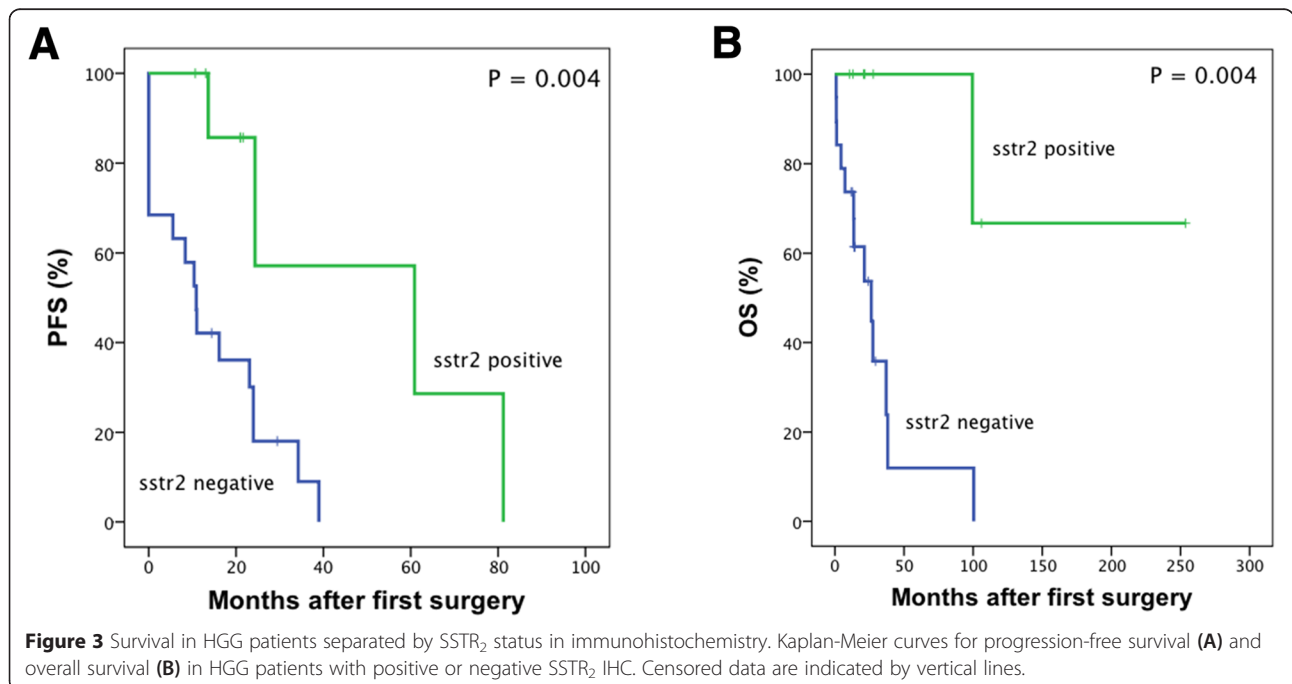 A
P = 0.004
100
80
60
40
20
0
PFS (%)
sstr2 positive
sstr2 negative
0 20 40 60 80 100
Months after first surgery
B
P = 0.004
100
80
60
40
20
0
OS (%)
sstr2 positive
sstr2 negative
0 50 100 150 200 250 300
Months after first surgery
Figure 3 Survival in HGG patients separated by SSTR₂ status in immunohistochemistry. Kaplan-Meier curves for progression-free survival (A) and
overall survival (B) in HGG patients with positive or negative SSTR₂ IHC. Censored data are indicated by vertical lines.